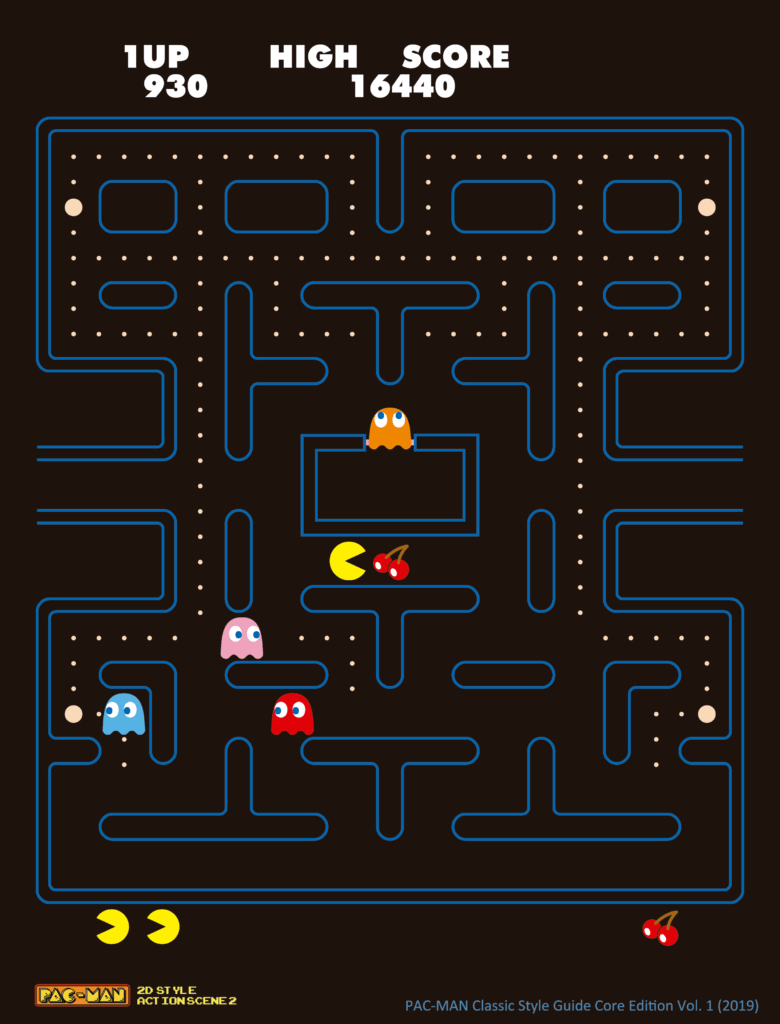 1UP HIGH SCORE
930 16440
PAC-MAN
2D STYLE
ACTION SCENE 2
PAC-MAN Classic Style Guide Core Edition Vol. 1 (2019)